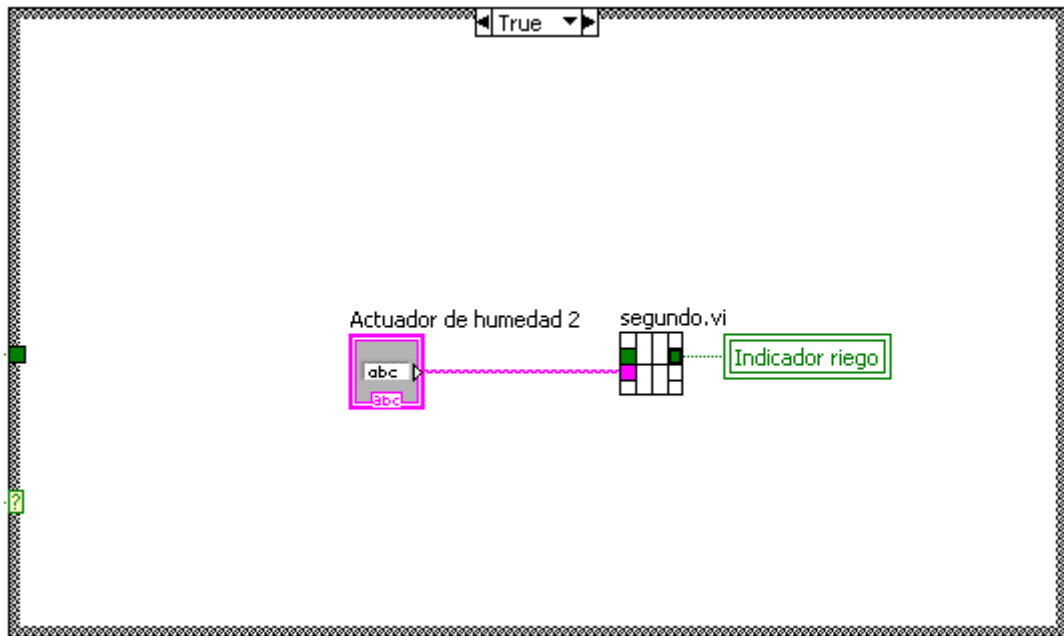 True
Actuador de humedad 2
segundo.vi
abc
abc
Indicador riego
?